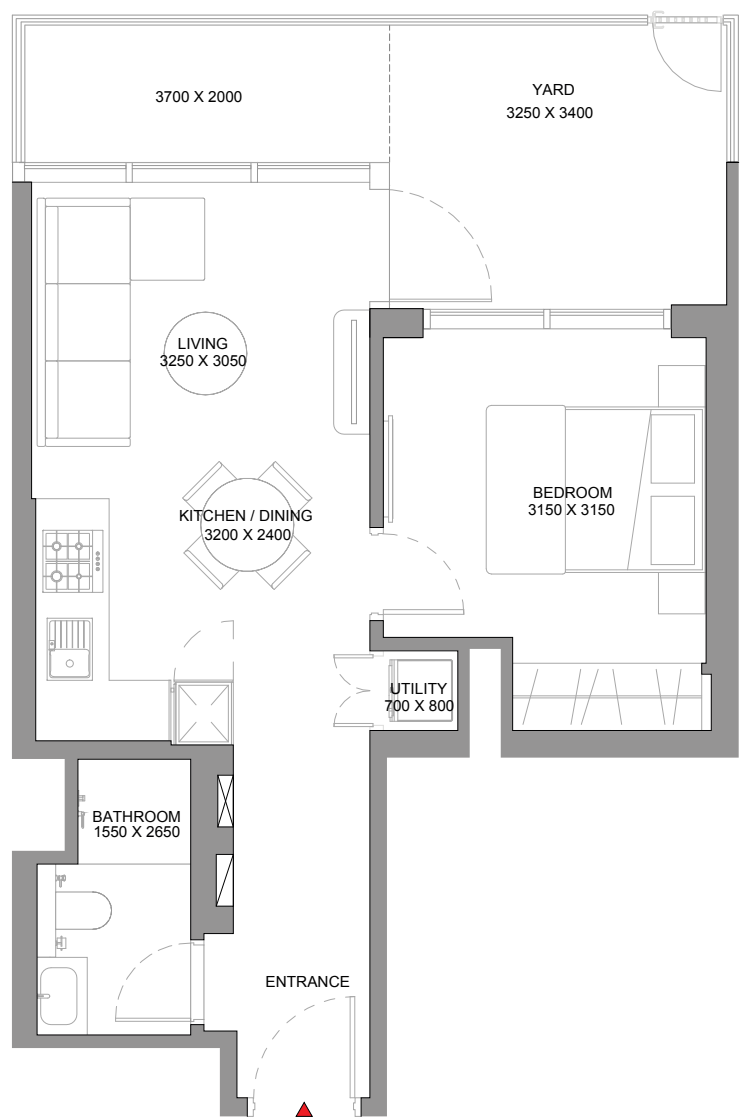 3700 X 2000
YARD
3250 X 3400
LIVING
3250 X 3050
KITCHEN / DINING
3200 X 2400
BEDROOM
3150 X 3150
UTILITY
700 X 800
BATHROOM
1550 X 2650
ENTRANCE